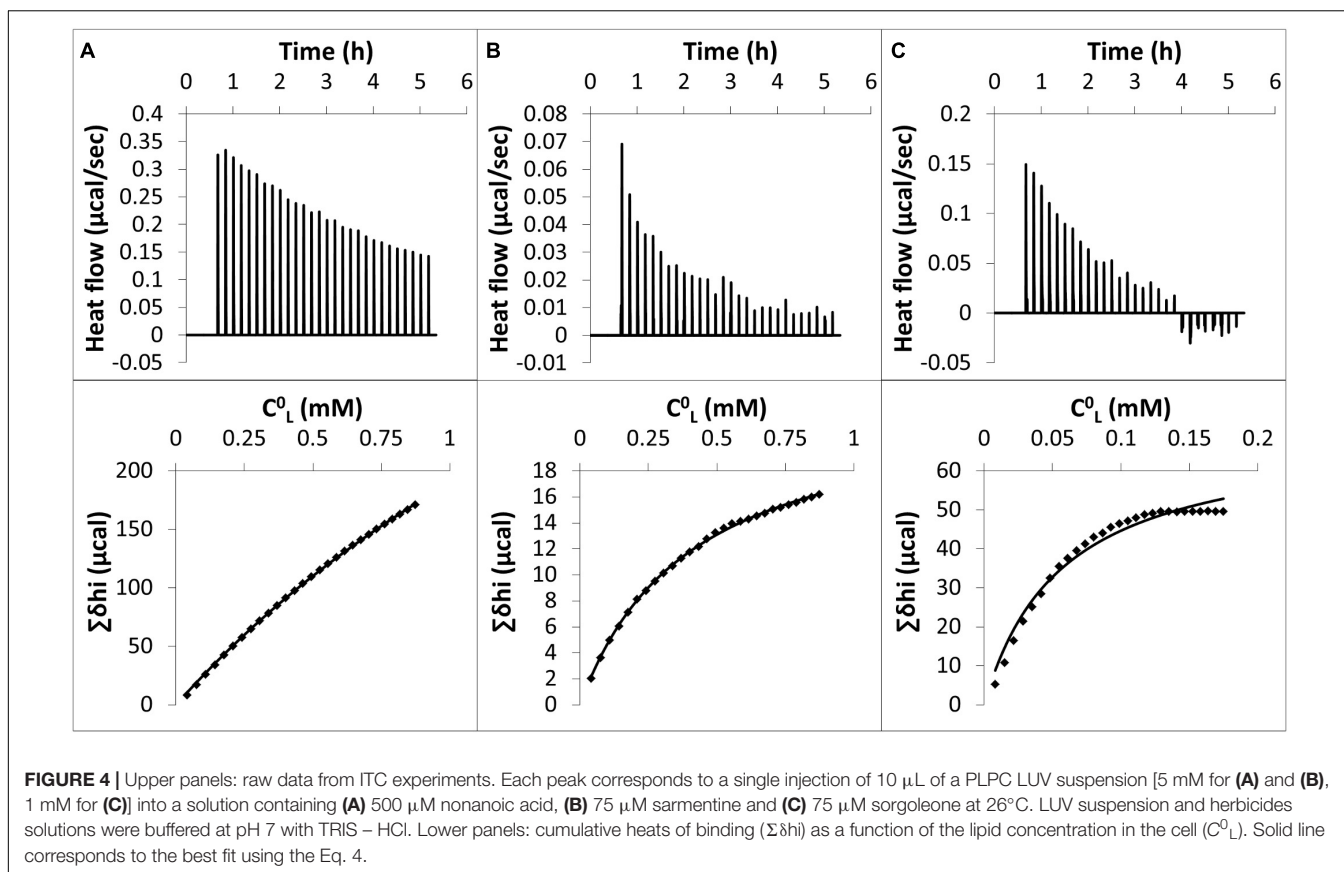 A
Time (h)
0 1 2 3 4 5 6
Heat flow (µcal/sec)
0.4
0.35
0.3
0.25
0.2
0.15
0.1
0.05
0
-0.05
B
Time (h)
0 1 2 3 4 5 6
Heat flow (µcal/sec)
0.08
0.07
0.06
0.05
0.04
0.03
0.02
0.01
0
-0.01
C
Time (h)
0 1 2 3 4 5 6
Heat flow (µcal/sec)
0.2
0.15
0.1
0.05
0
-0.05
C⁰L (mM)
0 0.25 0.5 0.75 1
∑δhi (µcal)
200
150
100
50
0
C⁰L (mM)
0 0.25 0.5 0.75 1
∑δhi (µcal)
18
16
14
12
10
8
6
4
2
0
C⁰L (mM)
0 0.05 0.1 0.15 0.2
∑δhi (µcal)
60
50
40
30
20
10
0
FIGURE 4 | Upper panels: raw data from ITC experiments. Each peak corresponds to a single injection of 10 µL of a PLPC LUV suspension [5 mM for (A) and (B),
1 mM for (C)] into a solution containing (A) 500 µM nonanoic acid, (B) 75 µM sarmentine and (C) 75 µM sorgoleone at 26°C. LUV suspension and herbicides
solutions were buffered at pH 7 with TRIS – HCl. Lower panels: cumulative heats of binding (Σδhi) as a function of the lipid concentration in the cell (C⁰L). Solid line
corresponds to the best fit using the Eq. 4.